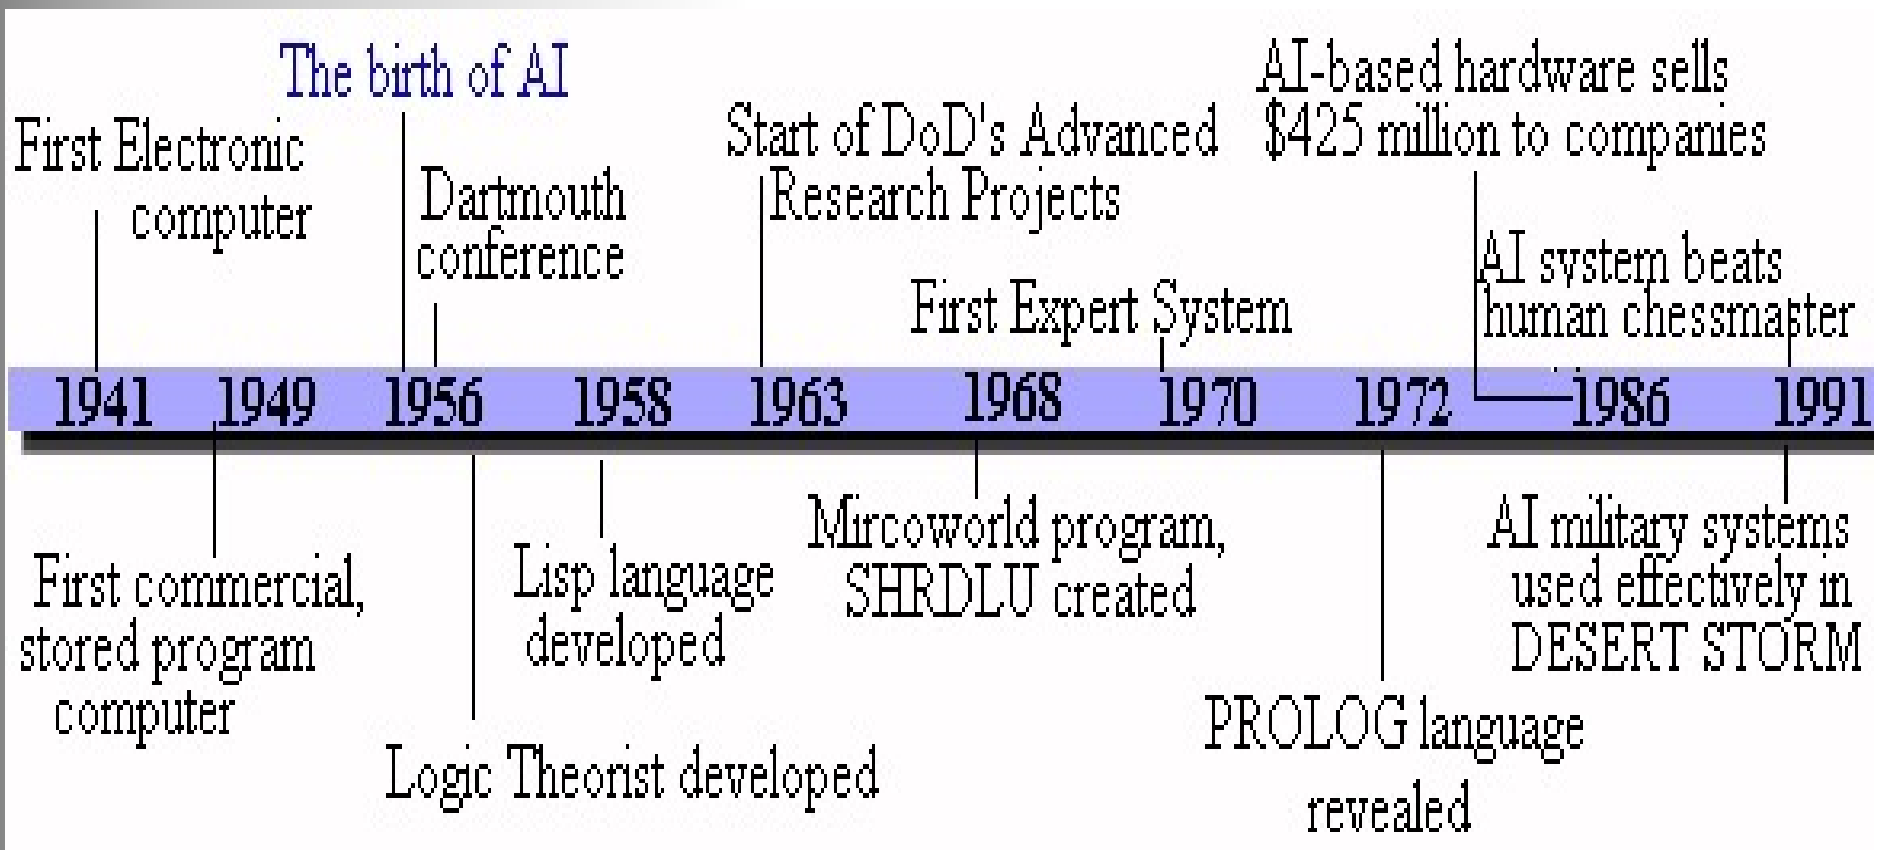 The birth of AI
First Electronic
computer
Dartmouth
conference
Start of DoD's Advanced
Research Projects
First Expert System
AI-based hardware sells
$425 million to companies
AI system beats
human chessmaster
1941 1949 1956 1958 1963 1968 1970 1972 1986 1991
First commercial,
stored program
computer
Logic Theorist developed
Lisp language
developed
Mircoworld program,
SHRDLU created
PROLOG language
revealed
AI military systems
used effectively in
DESERT STORM